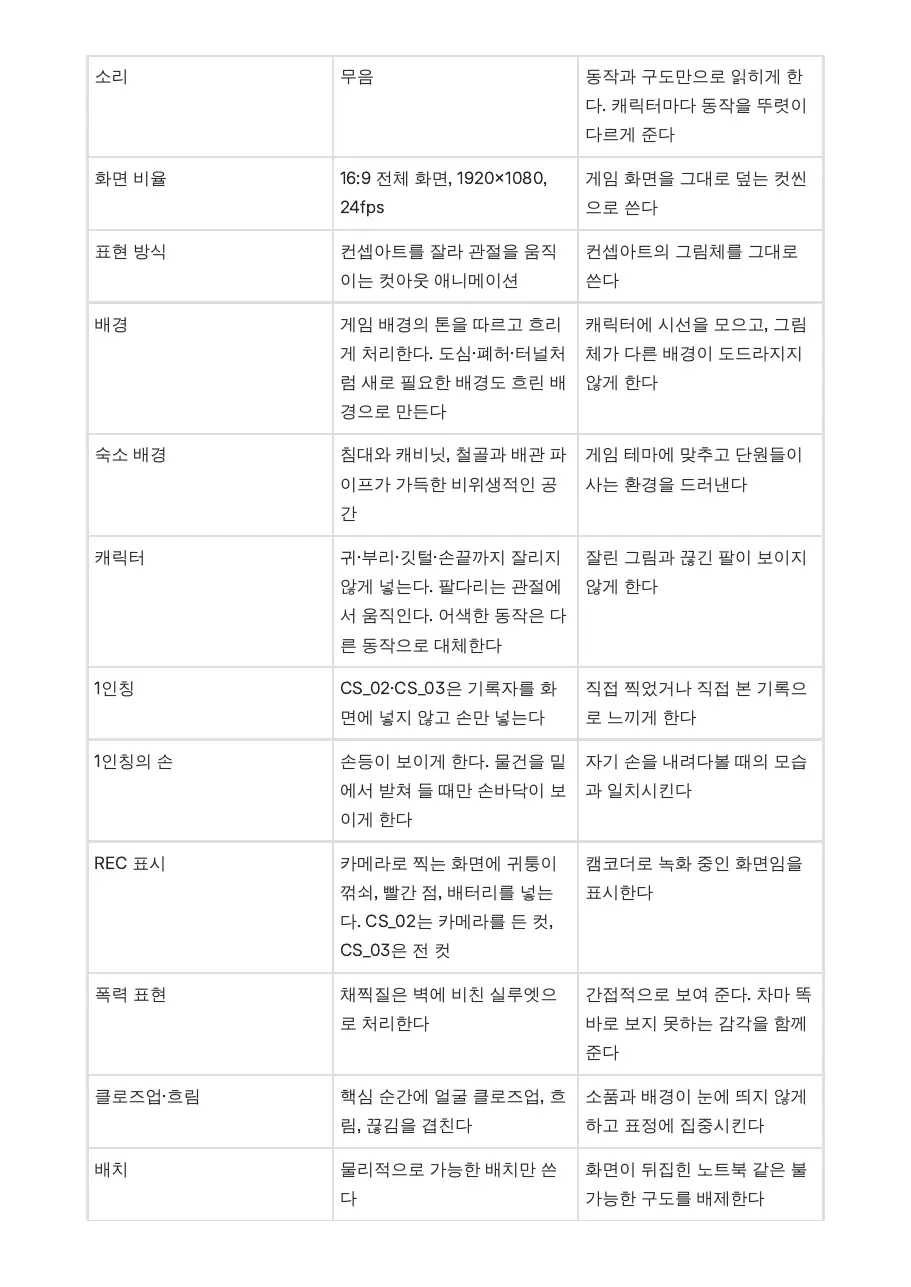 소리
무음
동작과 구도만으로 읽히게 한
다. 캐릭터마다 동작을 뚜렷이
다르게 준다
화면 비율
16:9 전체 화면, 1920×1080,
24fps
게임 화면을 그대로 덮는 컷씬
으로 쓴다
표현 방식
컨셉아트를 잘라 관절을 움직
이는 컷아웃 애니메이션
컨셉아트의 그림체를 그대로
쓴다
배경
게임 배경의 톤을 따르고 흐리
게 처리한다. 도심·폐허·터널처
럼 새로 필요한 배경도 흐린 배
경으로 만든다
캐릭터에 시선을 모으고, 그림
체가 다른 배경이 도드라지지
않게 한다
숙소 배경
침대와 캐비닛, 철골과 배관 파
이프가 가득한 비위생적인 공
간
게임 테마에 맞추고 단원들이
사는 환경을 드러낸다
캐릭터
귀·부리·깃털·손끝까지 잘리지
않게 넣는다. 팔다리는 관절에
서 움직인다. 어색한 동작은 다
른 동작으로 대체한다
잘린 그림과 끊긴 팔이 보이지
않게 한다
1인칭
CS_02·CS_03은 기록자를 화
면에 넣지 않고 손만 넣는다
직접 찍었거나 직접 본 기록으
로 느끼게 한다
1인칭의 손
손등이 보이게 한다. 물건을 밑
에서 받쳐 들 때만 손바닥이 보
이게 한다
자기 손을 내려다볼 때의 모습
과 일치시킨다
REC 표시
카메라로 찍는 화면에 귀퉁이
꺾쇠, 빨간 점, 배터리를 넣는
다. CS_02는 카메라를 든 컷,
CS_03은 전 컷
캠코더로 녹화 중인 화면임을
표시한다
폭력 표현
채찍질은 벽에 비친 실루엣으
로 처리한다
간접적으로 보여 준다. 차마 똑
바로 보지 못하는 감각을 함께
준다
클로즈업·흐림
핵심 순간에 얼굴 클로즈업, 흐
림, 끊김을 겹친다
소품과 배경이 눈에 띄지 않게
하고 표정에 집중시킨다
배치
물리적으로 가능한 배치만 쓴
다
화면이 뒤집힌 노트북 같은 불
가능한 구도를 배제한다